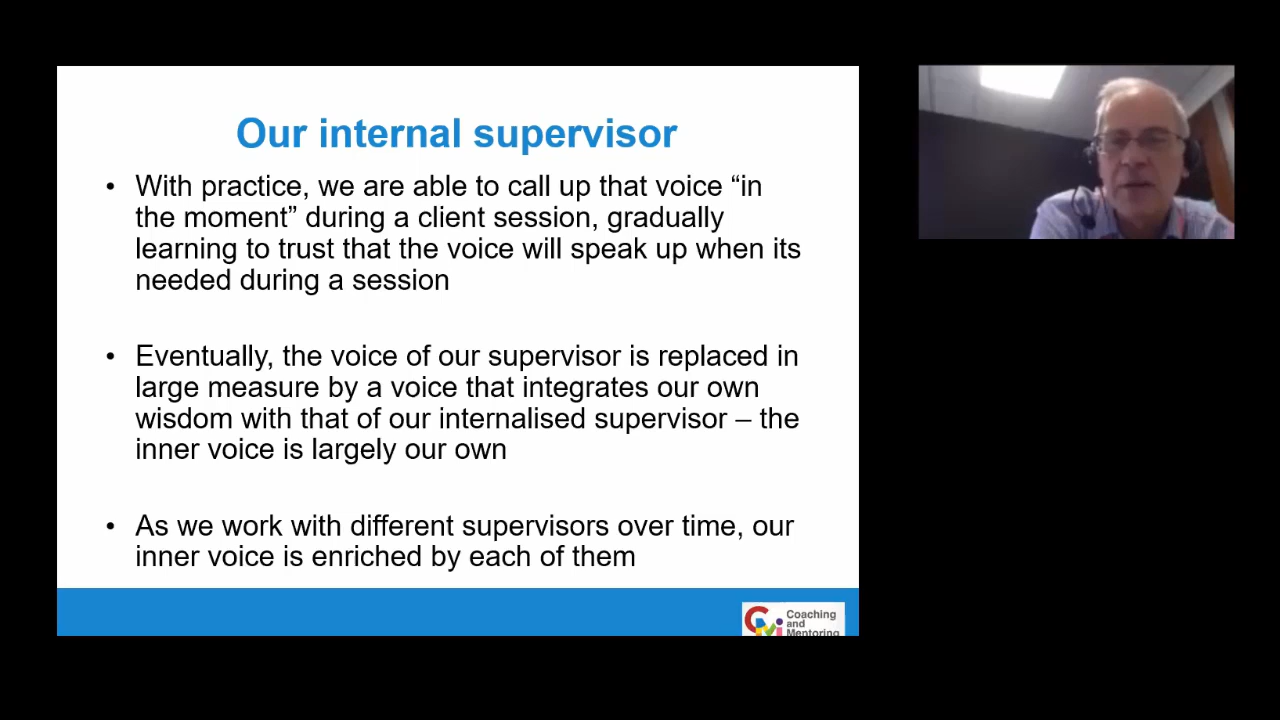 Our internal supervisor
• With practice, we are able to call up that voice “in
the moment” during a client session, gradually
learning to trust that the voice will speak up when its
needed during a session
• Eventually, the voice of our supervisor is replaced in
large measure by a voice that integrates our own
wisdom with that of our internalised supervisor – the
inner voice is largely our own
• As we work with different supervisors over time, our
inner voice is enriched by each of them
CMi
Coaching
and
Mentoring